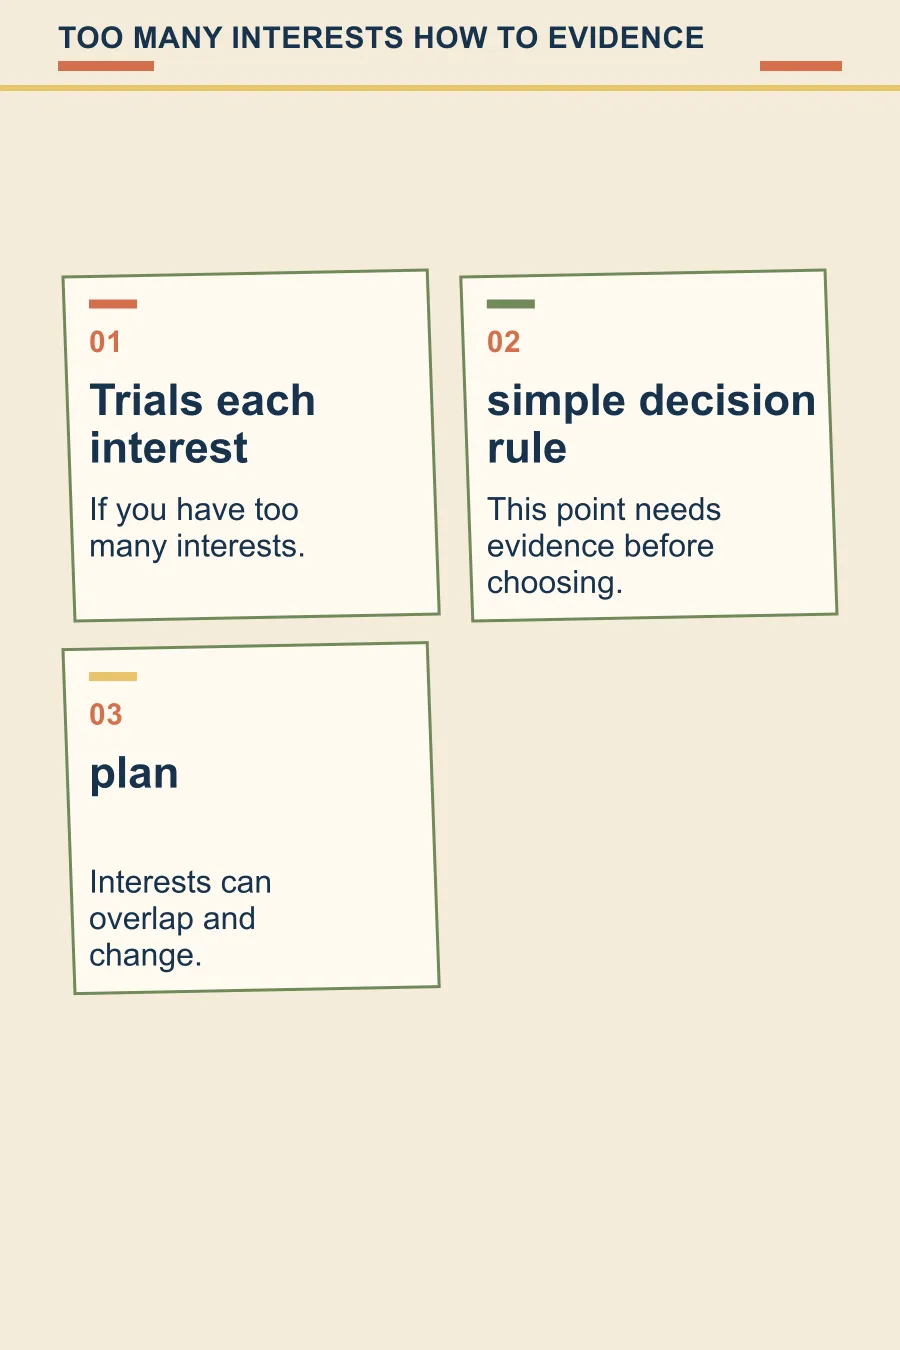 TOO MANY INTERESTS HOW TO EVIDENCE
01
Trials each
interest
If you have too
many interests.
02
simple decision
rule
This point needs
evidence before
choosing.
03
plan
Interests can
overlap and
change.